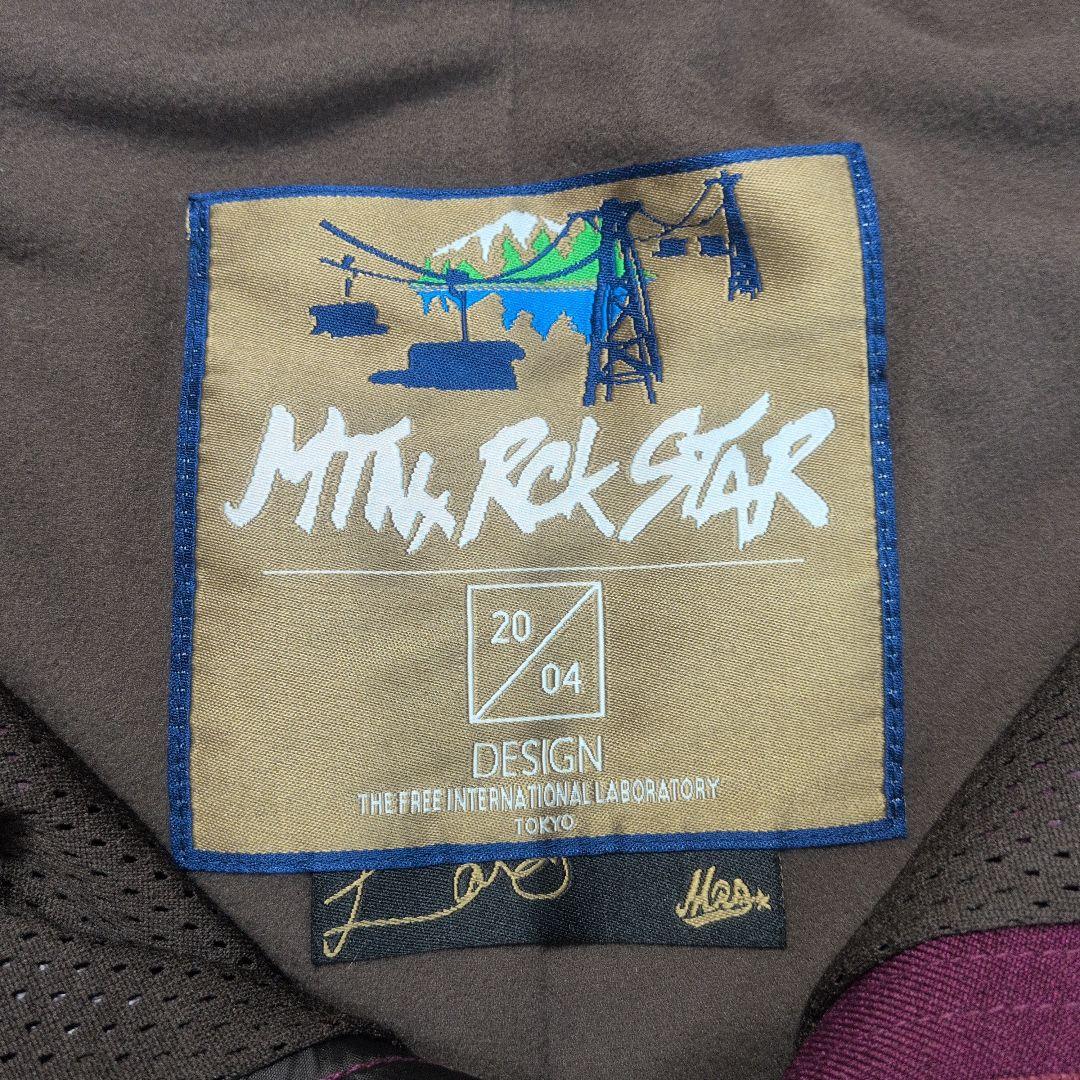 MTN x RCK STAR
20
04
DESIGN
THE FREE INTERNATIONAL LABORATORY
TOKYO